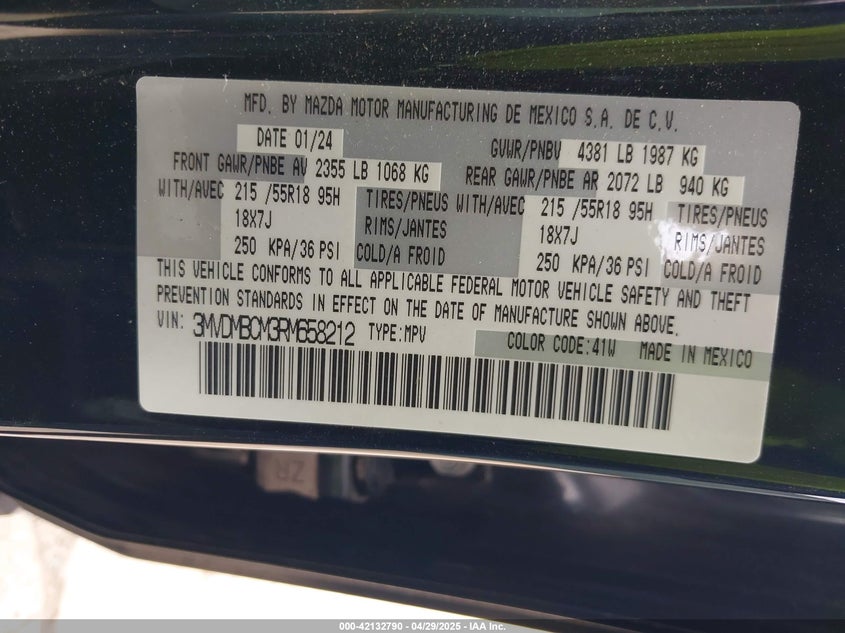 MFD. BY MAZDA MOTOR MANUFACTURING DE MEXICO S.A. DE C.V.
DATE 01/24 GVWR/PNBV 4381 LB 1987 KG
FRONT GAWR/PNBE AV 2355 LB 1068 KG REAR GAWR/PNBE AR 2072 LB 940 KG
WITH/AVEC 215 /55R18 95H TIRES/PNEUS WITH/AVEC 215 /55R18 95H TIRES/PNEUS
18X7J RIMS/JANTES 18X7J RIMS/JANTES
250 KPA/36 PSI COLD/A FROID 250 KPA/36 PSI COLD/A FROID
THIS VEHICLE CONFORMS TO ALL APPLICABLE FEDERAL MOTOR VEHICLE SAFETY AND THEFT
PREVENTION STANDARDS IN EFFECT ON THE DATE OF MANUFACTURE SHOWN ABOVE.
VIN: 3MVDMBCM3RM658212 TYPE:MPV COLOR CODE:41W MADE IN MEXICO
ZR
000-42132790 - 04/29/2025 - IAA Inc.